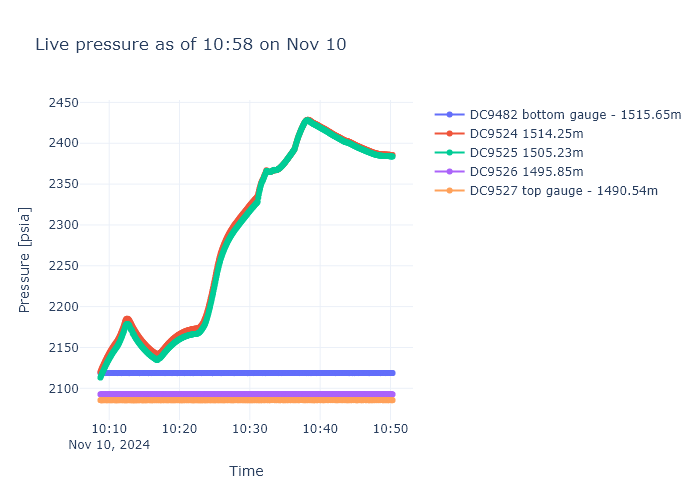 Live pressure as of 10:58 on Nov 10
2450
2400
2350
2300
2250
2200
2150
2100
Pressure [psia]
10:10
Nov 10, 2024
10:20
10:30
10:40
10:50
Time
DC9482 bottom gauge - 1515.65m
DC9524 1514.25m
DC9525 1505.23m
DC9526 1495.85m
DC9527 top gauge - 1490.54m